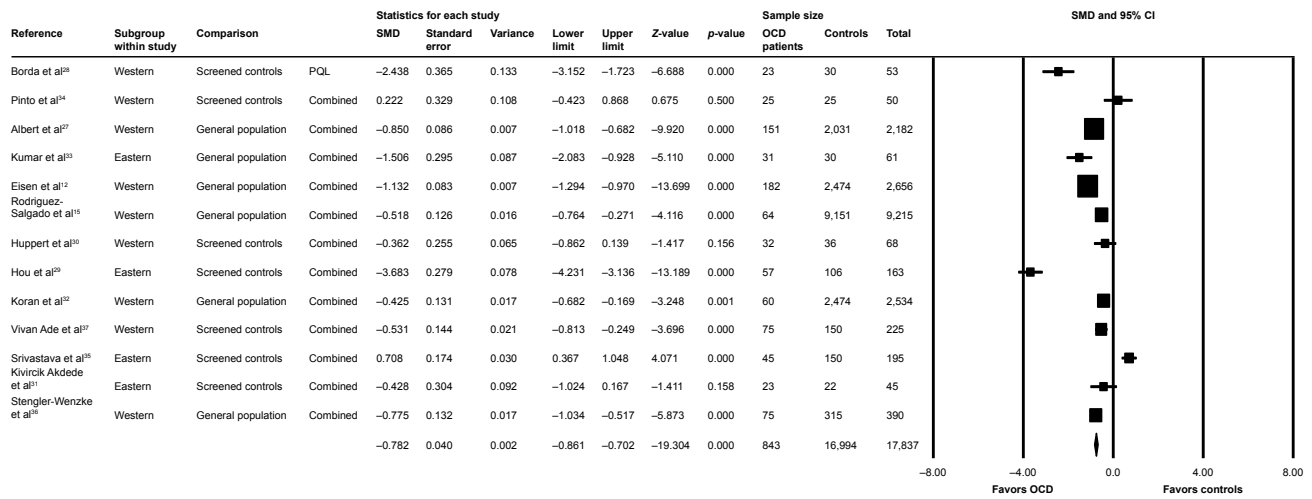 Statistics for each study Sample size SMD and 95% CI
Reference Subgroup within study Comparison SMD Standard error Variance Lower limit Upper limit Z-value p-value OCD patients Controls Total
Borda et al²⁸ Western Screened controls PQL −2.438 0.365 0.133 −3.152 −1.723 −6.688 0.000 23 30 53
Pinto et al³⁴ Western Screened controls Combined 0.222 0.329 0.108 −0.423 0.868 0.675 0.500 25 25 50
Albert et al²⁷ Western General population Combined −0.850 0.086 0.007 −1.018 −0.682 −9.920 0.000 151 2,031 2,182
Kumar et al³³ Eastern General population Combined −1.506 0.295 0.087 −2.083 −0.928 −5.110 0.000 31 30 61
Eisen et al¹² Western General population Combined −1.132 0.083 0.007 −1.294 −0.970 −13.699 0.000 182 2,474 2,656
Rodriguez-
Salgado et al¹⁵ Western General population Combined −0.518 0.126 0.016 −0.764 −0.271 −4.116 0.000 64 9,151 9,215
Huppert et al³⁰ Western Screened controls Combined −0.362 0.255 0.065 −0.862 0.139 −1.417 0.156 32 36 68
Hou et al²⁹ Eastern Screened controls Combined −3.683 0.279 0.078 −4.231 −3.136 −13.189 0.000 57 106 163
Koran et al³² Western General population Combined −0.425 0.131 0.017 −0.682 −0.169 −3.248 0.001 60 2,474 2,534
Vivan Ade et al³⁷ Western Screened controls Combined −0.531 0.144 0.021 −0.813 −0.249 −3.696 0.000 75 150 225
Srivastava et al³⁵ Eastern Screened controls Combined 0.708 0.174 0.030 0.367 1.048 4.071 0.000 45 150 195
Kivircik Akdede
et al³¹ Eastern Screened controls Combined −0.428 0.304 0.092 −1.024 0.167 −1.411 0.158 23 22 45
Stengler-Wenzke
et al³⁶ Western General population Combined −0.775 0.132 0.017 −1.034 −0.517 −5.873 0.000 75 315 390
−0.782 0.040 0.002 −0.861 −0.702 −19.304 0.000 843 16,994 17,837
−8.00 −4.00 0.0 4.00 8.00
Favors OCD Favors controls